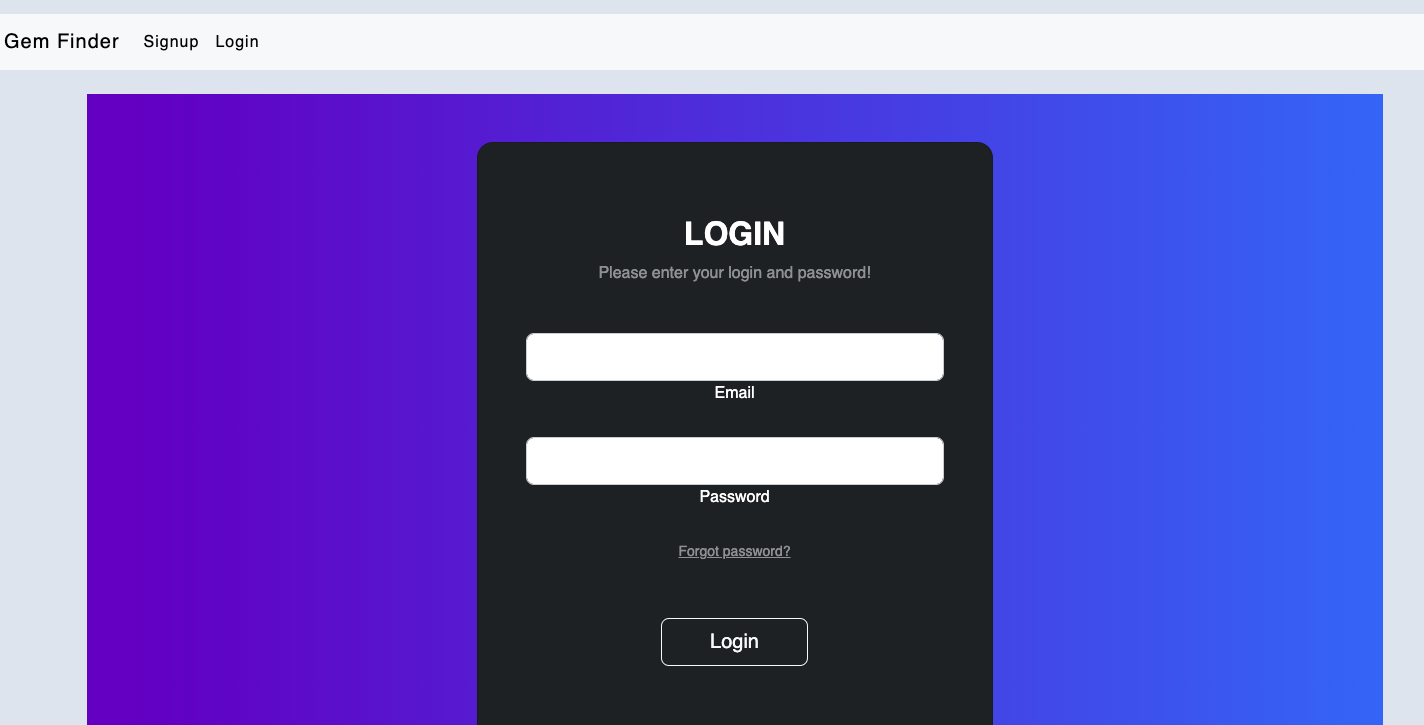 Gem Finder Signup Login
LOGIN
Please enter your login and password!
Email
Password
Forgot password?
Login